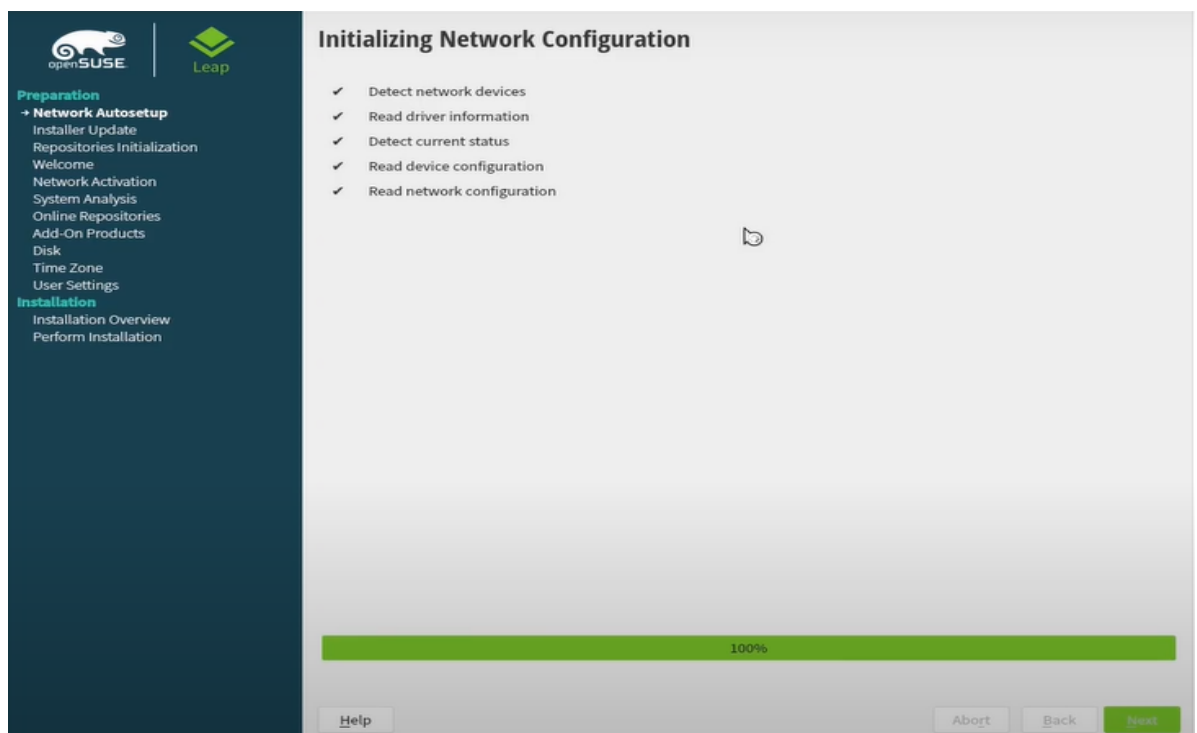 openSUSE
Leap
Preparation
Network Autosetup
Installer Update
Repositories Initialization
Welcome
Network Activation
System Analysis
Online Repositories
Add-On Products
Disk
Time Zone
User Settings
Installation
Installation Overview
Perform Installation
Initializing Network Configuration
Detect network devices
Read driver information
Detect current status
Read device configuration
Read network configuration
100%
Help
Abort
Back
Next